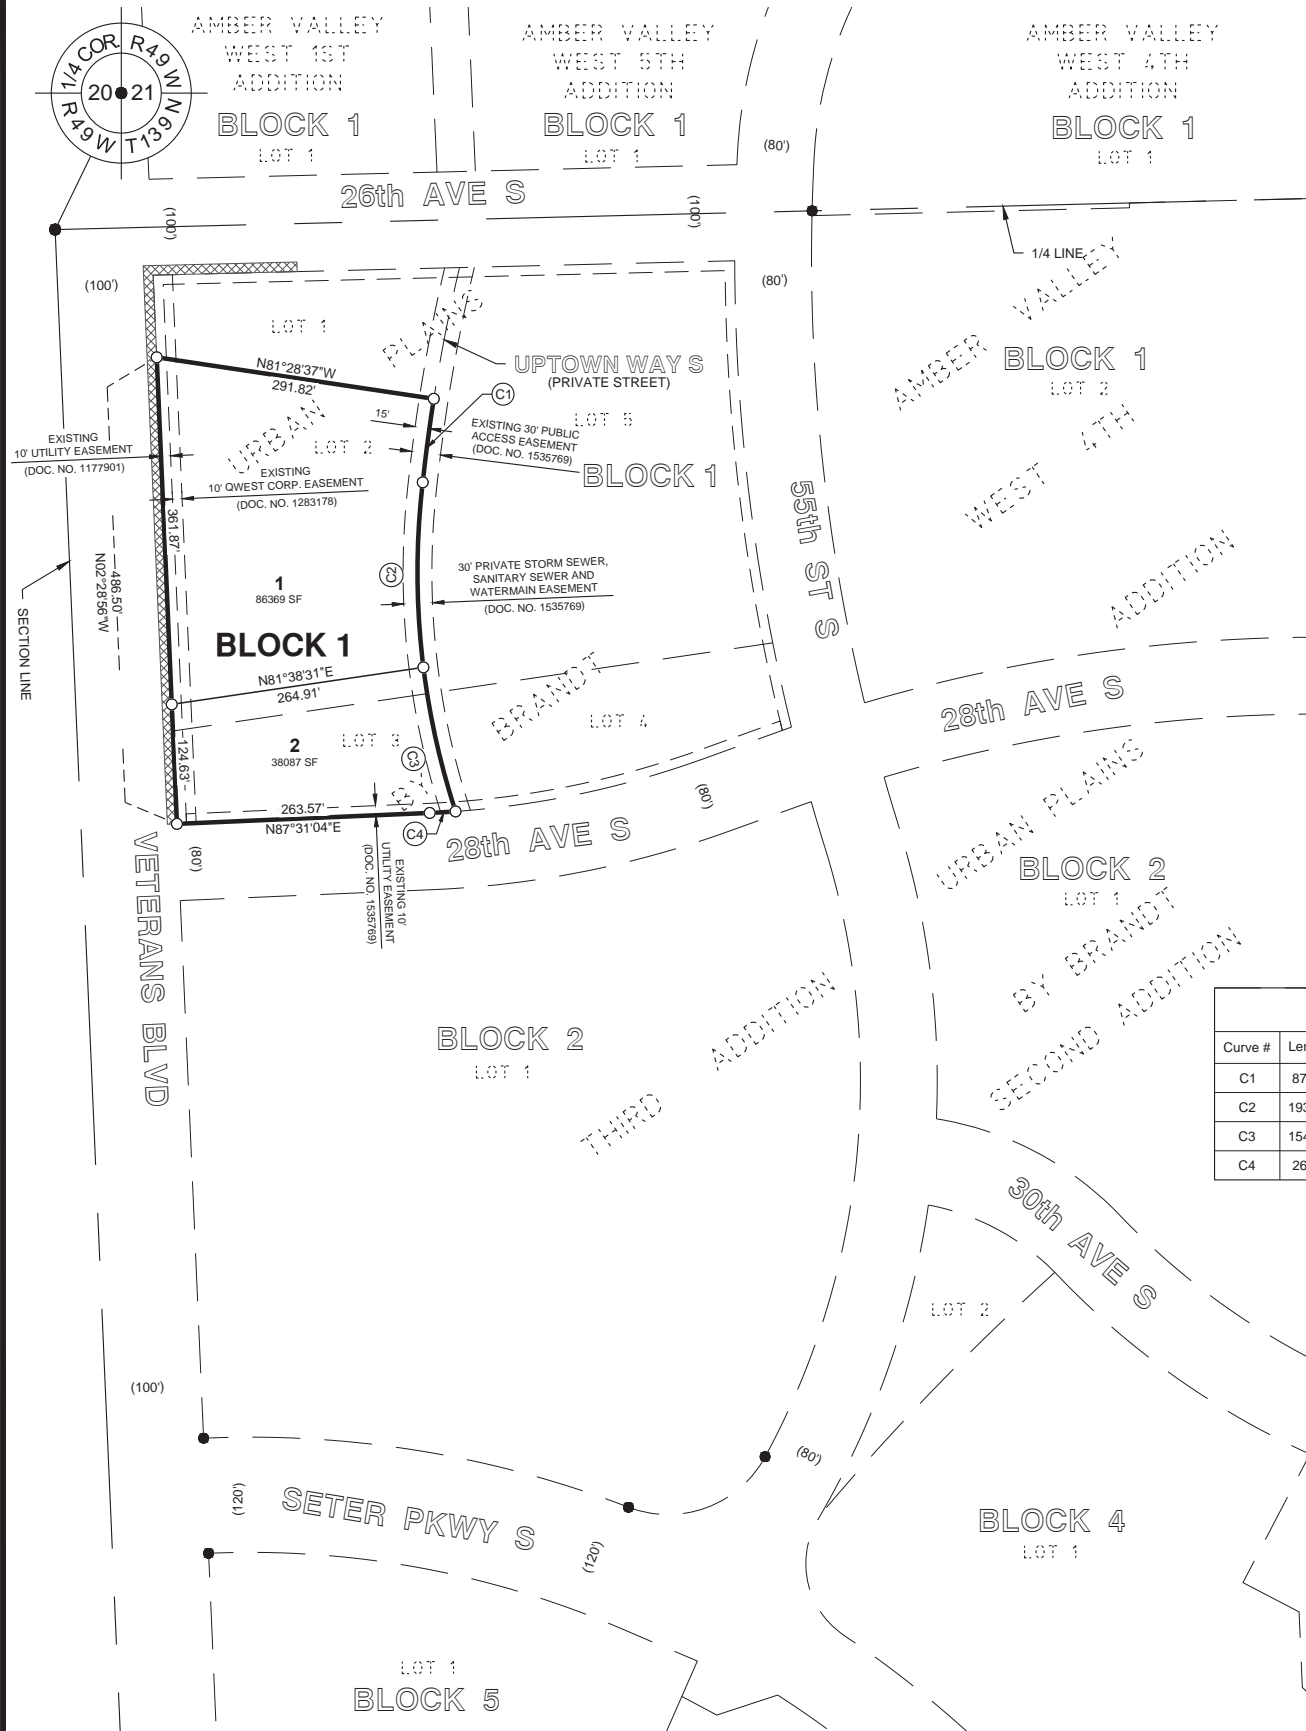 1/4 COR. R49 W
20 21
R49 W T139 N
AMBER VALLEY
WEST 1ST
ADDITION
BLOCK 1
LOT 1
AMBER VALLEY
WEST 5TH
ADDITION
BLOCK 1
LOT 1
AMBER VALLEY
WEST 4TH
ADDITION
BLOCK 1
LOT 1
(80')
26th AVE S
(100')
(100')
1/4 LINE
(100')
(80')
LOT 1
UPTOWN WAY S
(PRIVATE STREET)
N81°28'37"W
291.82'
C1
15'
LOT 5
EXISTING 30' PUBLIC
ACCESS EASEMENT
(DOC. NO. 1535769)
BLOCK 1
LOT 2
EXISTING
10' UTILITY EASEMENT
(DOC. NO. 1177901)
EXISTING
10' QWEST CORP. EASEMENT
(DOC. NO. 1283178)
361.87'
486.50'
N02°28'56"W
SECTION LINE
C2
30' PRIVATE STORM SEWER,
SANITARY SEWER AND
WATERMAIN EASEMENT
(DOC. NO. 1535769)
1
86369 SF
BLOCK 1
N81°38'31"E
264.91'
2
38087 SF
LOT 3
LOT 4
124.63'
C3
263.57'
N87°31'04"E
C4
EXISTING 10'
UTILITY EASEMENT
(DOC. NO. 1535769)
URBAN PLAINS
BY BRANDT
THIRD ADDITION
55th ST S
AMBER VALLEY
WEST 4TH
ADDITION
BLOCK 1
LOT 2
28th AVE S
28th AVE S
(80')
(80')
VETERANS BLVD
URBAN PLAINS
BLOCK 2
LOT 1
BY BRANDT
SECOND ADDITION
BLOCK 2
LOT 1
Curve #
C1 87
C2 193
C3 154
C4 26
30th AVE S
LOT 2
(100')
(80')
(120')
SETER PKWY S
(120')
BLOCK 4
LOT 1
LOT 1
BLOCK 5